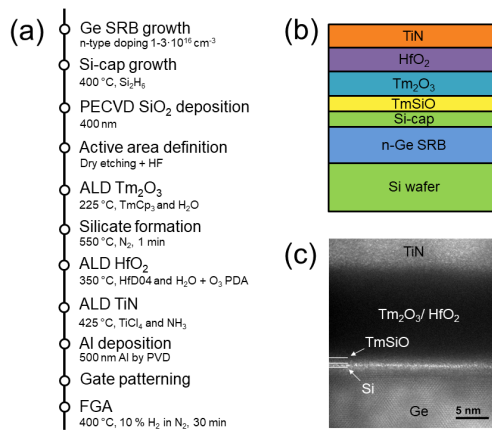 (a)
Ge SRB growth
n-type doping 1-3·10¹⁶ cm⁻³
Si-cap growth
400 °C, Si₂H₆
PECVD SiO₂ deposition
400 nm
Active area definition
Dry etching + HF
ALD Tm₂O₃
225 °C, TmCp₃ and H₂O
Silicate formation
550 °C, N₂, 1 min
ALD HfO₂
350 °C, HfD04 and H₂O + O₃ PDA
ALD TiN
425 °C, TiCl₄ and NH₃
Al deposition
500 nm Al by PVD
Gate patterning
FGA
400 °C, 10 % H₂ in N₂, 30 min
(b)
TiN
HfO₂
Tm₂O₃
TmSiO
Si-cap
n-Ge SRB
Si wafer
(c)
TiN
Tm₂O₃/ HfO₂
TmSiO
Si
Ge
5 nm